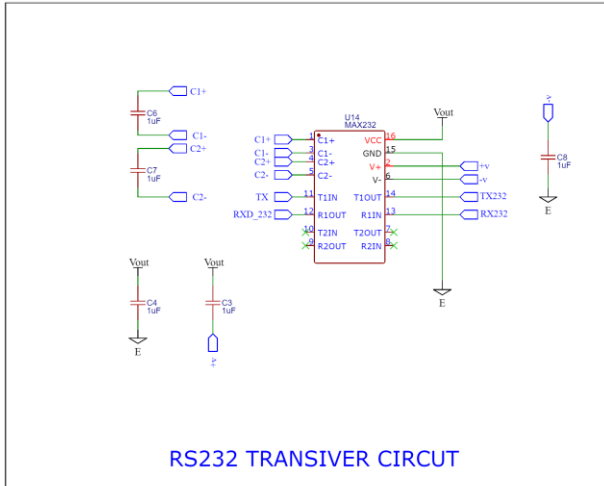 C1+
C6
1uF
C1-
C2+
C7
1uF
C2-
U14
MAX232
C1+ 1 C1+ VCC 16 Vout
C1- 3 C1- GND 15
C2+ 4 C2+ V+ 2 +v
C2- 5 C2- V- 6 -v
TX 11 T1IN T1OUT 14 TX232
RXD_232 12 R1OUT R1IN 13 RX232
10 T2IN T2OUT 7
9 R2OUT R2IN 8
-v
C8
1uF
E
Vout
C4
1uF
E
Vout
C3
1uF
+v
E
RS232 TRANSIVER CIRCUT